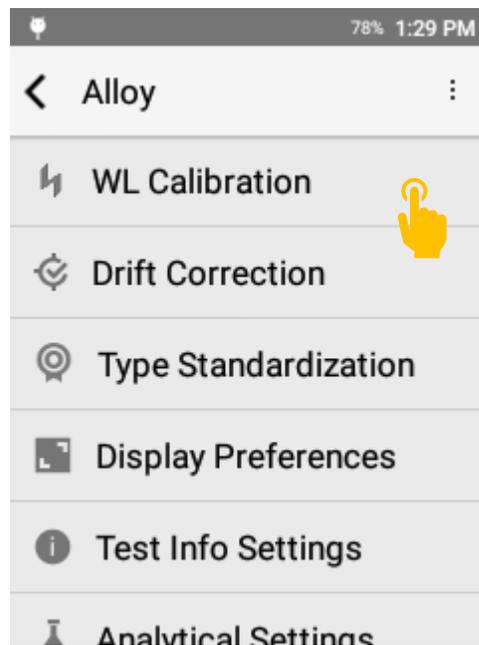 78% 1:29 PM
Alloy
WL Calibration
Drift Correction
Type Standardization
Display Preferences
Test Info Settings
Analytical Settings